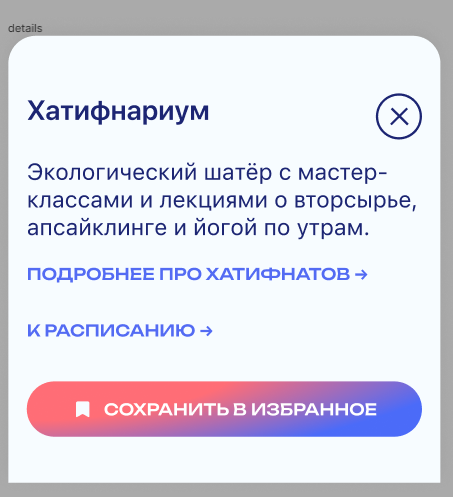 details
Хатифнариум
Экологический шатёр с мастер-
классами и лекциями о вторсырье,
апсайклинге и йогой по утрам.
ПОДРОБНЕЕ ПРО ХАТИФНАТОВ →
К РАСПИСАНИЮ →
СОХРАНИТЬ В ИЗБРАННОЕ